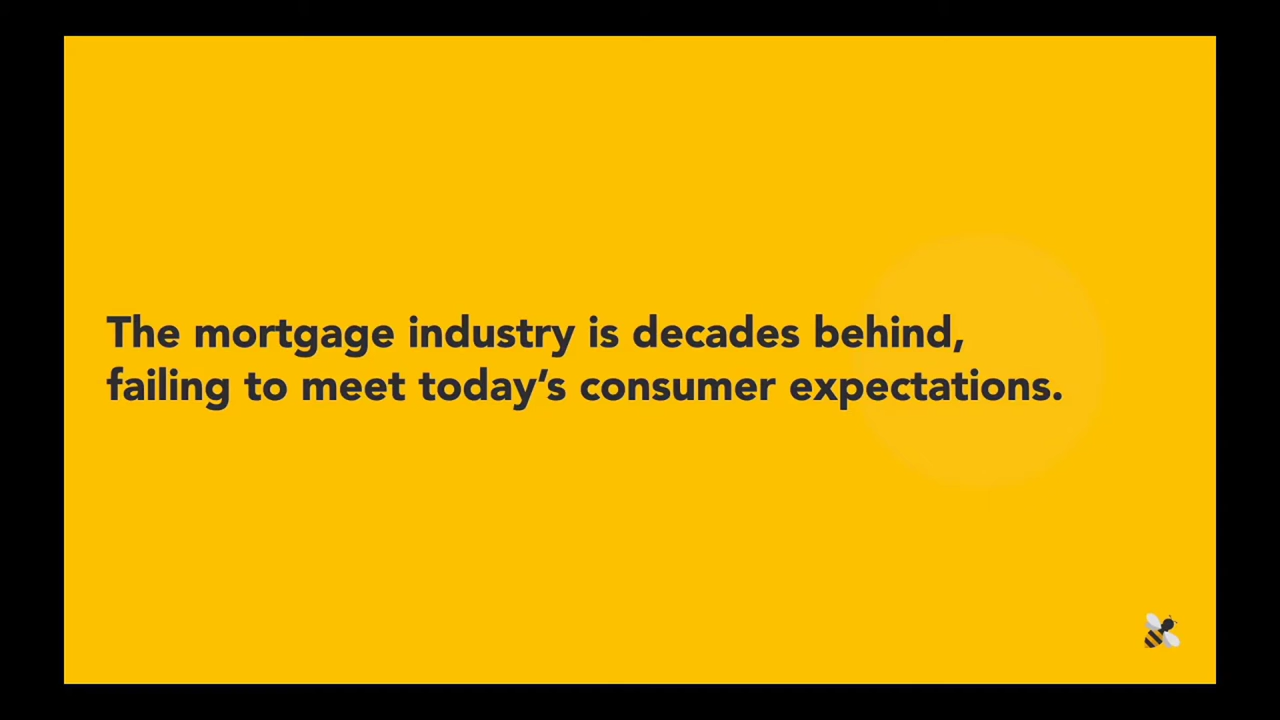 The mortgage industry is decades behind,
failing to meet today’s consumer expectations.